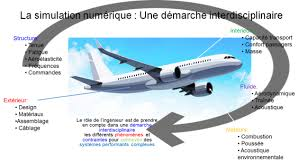 La simulation numérique : Une démarche interdisciplinaire
Structure:
• Tenue
• Fatigue
• Aéroélasticité
• Fréquences
• Commandes
Intérieur:
• Capacité transport
• Confort passagers
• Masse
Fluide:
• Aérodynamique
• Traînée
• Acoustique
Extérieur:
• Design
• Matériaux
• Assemblage
• Câblage
Le rôle de l'ingénieur est de prendre
en compte dans une démarche
interdisciplinaire
les différents phénomènes et
contraintes pour concevoir des
systèmes performants complexes
Moteurs:
• Combustion
• Poussée
• Acoustique
environnementale